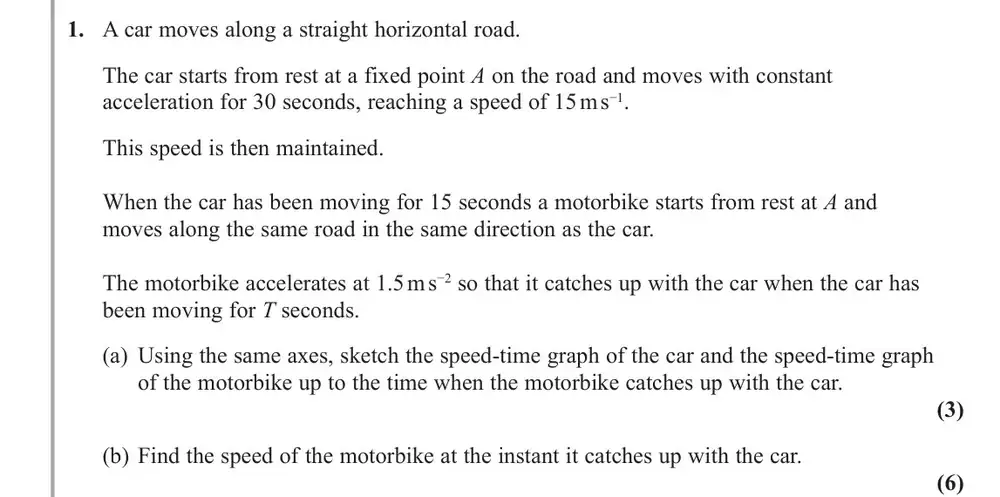 1. A car moves along a straight horizontal road.
The car starts from rest at a fixed point A on the road and moves with constant
acceleration for 30 seconds, reaching a speed of 15 m s⁻¹.
This speed is then maintained.
When the car has been moving for 15 seconds a motorbike starts from rest at A and
moves along the same road in the same direction as the car.
The motorbike accelerates at 1.5 m s⁻² so that it catches up with the car when the car has
been moving for T seconds.
(a) Using the same axes, sketch the speed-time graph of the car and the speed-time graph
of the motorbike up to the time when the motorbike catches up with the car.
(3)
(b) Find the speed of the motorbike at the instant it catches up with the car.
(6)